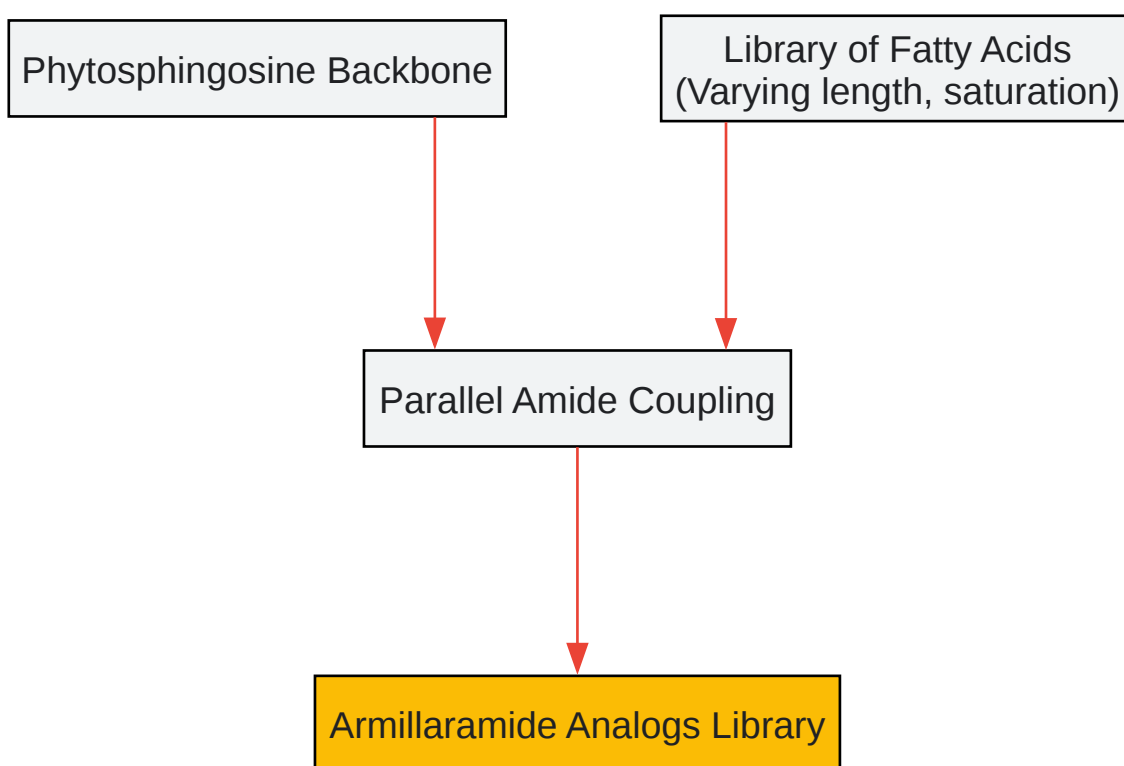 Phytosphingosine Backbone
Library of Fatty Acids
(Varying length, saturation)
Parallel Amide Coupling
Armillaramide Analogs Library